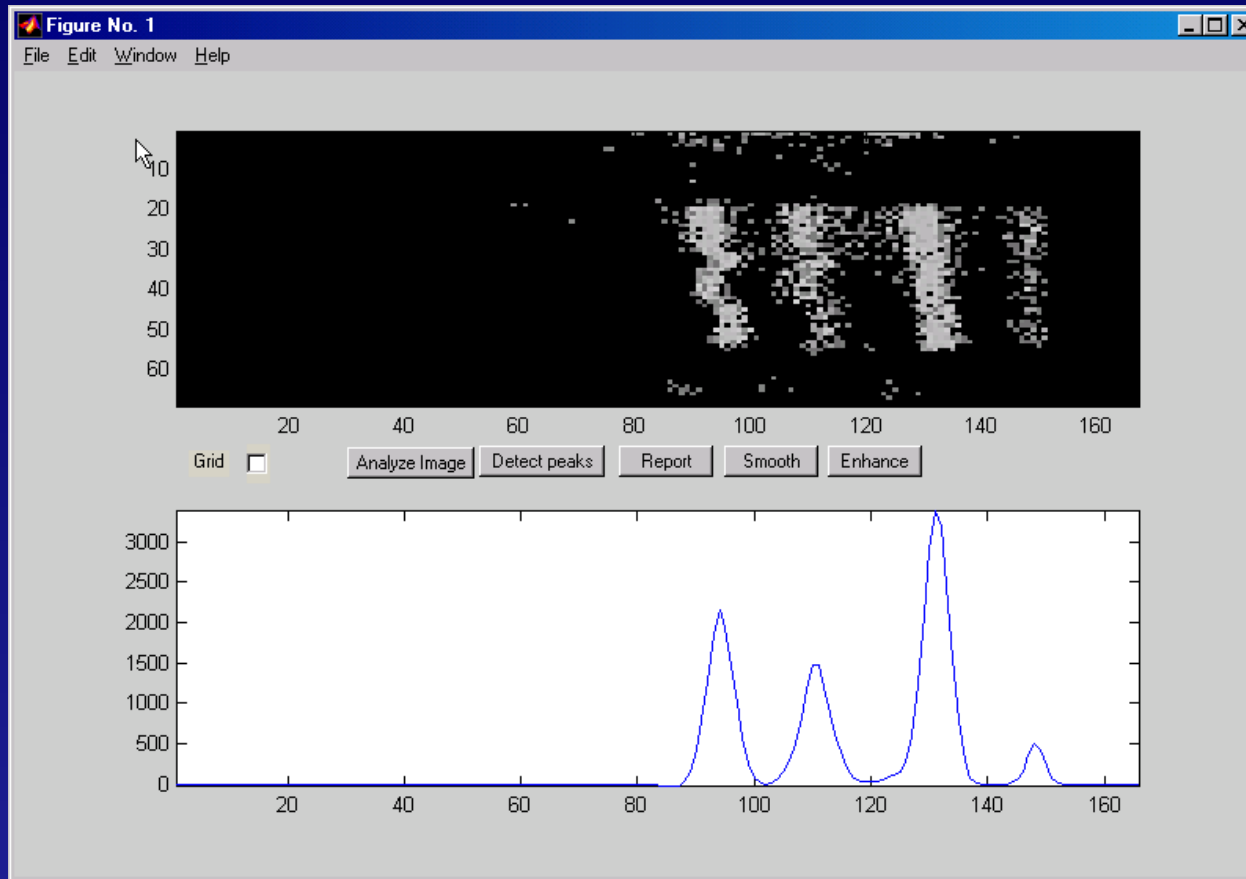 Figure No. 1
File Edit Window Help
10
20
30
40
50
60
20 40 60 80 100 120 140 160
Grid Analyze Image Detect peaks Report Smooth Enhance
3000
2500
2000
1500
1000
500
0
20 40 60 80 100 120 140 160